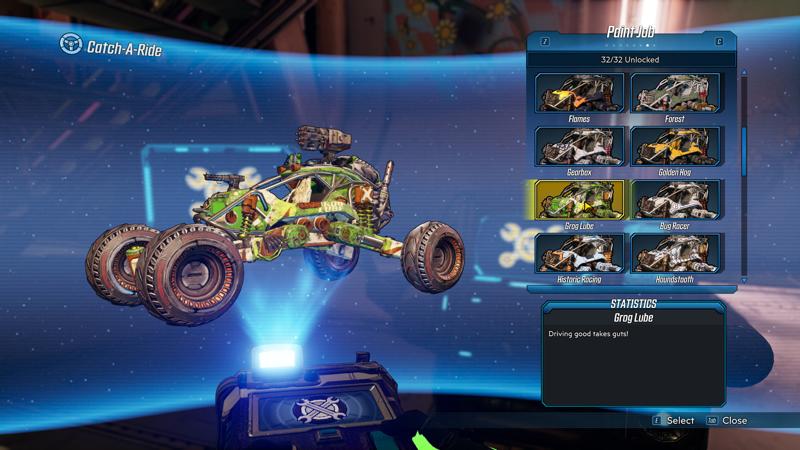 Catch-A-Ride
Paint Job
Z
C
32/32 Unlocked
Flames
Forest
Gearbox
Golden Hog
Grog Lube
Bug Racer
Historic Racing
Houndstooth
STATISTICS
Grog Lube
Driving good takes guts!
E Select
Tab Close